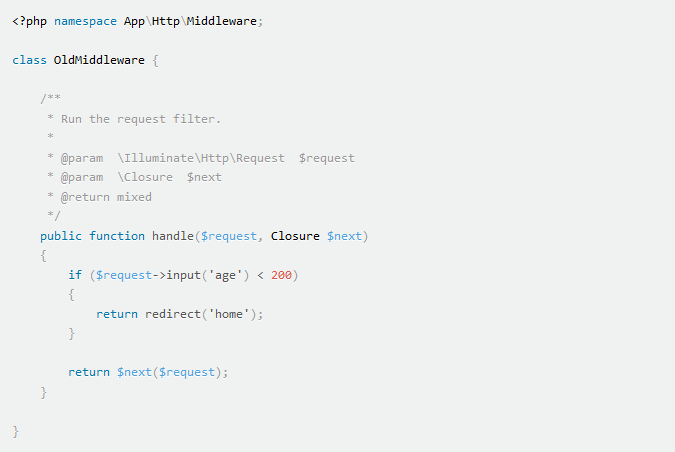 <?php namespace App\Http\Middleware;
class OldMiddleware {
/**
* Run the request filter.
*
* @param  \Illuminate\Http\Request  $request
* @param  \Closure  $next
* @return mixed
*/
public function handle($request, Closure $next)
{
if ($request->input('age') < 200)
{
return redirect('home');
}
return $next($request);
}
}